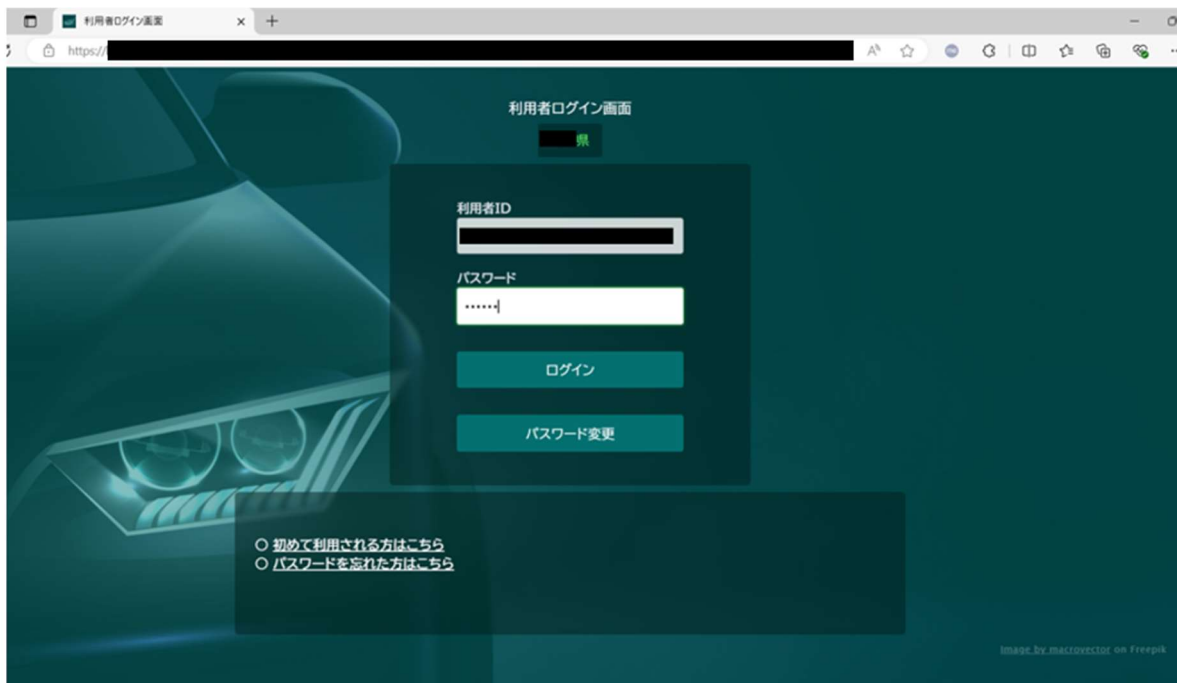 利用者ログイン画面
https://
利用者ログイン画面
県
利用者ID
パスワード
ログイン
パスワード変更
初めて利用される方はこちら
パスワードを忘れた方はこちら
Image by macrovector on Freepik